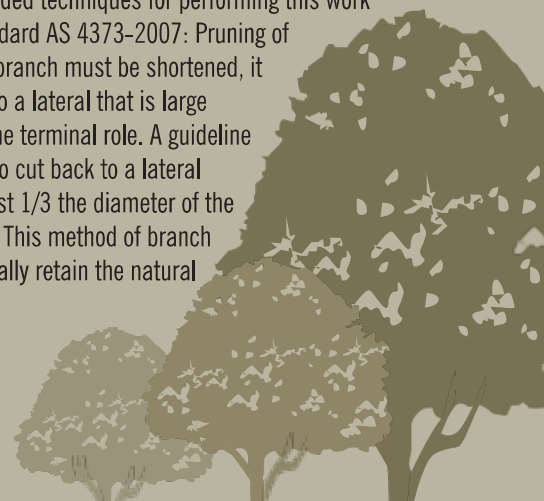 ded techniques for performing this work
dard AS 4373-2007: Pruning of
branch must be shortened, it
o a lateral that is large
ne terminal role. A guideline
o cut back to a lateral
st 1/3 the diameter of the
This method of branch
ally retain the natural